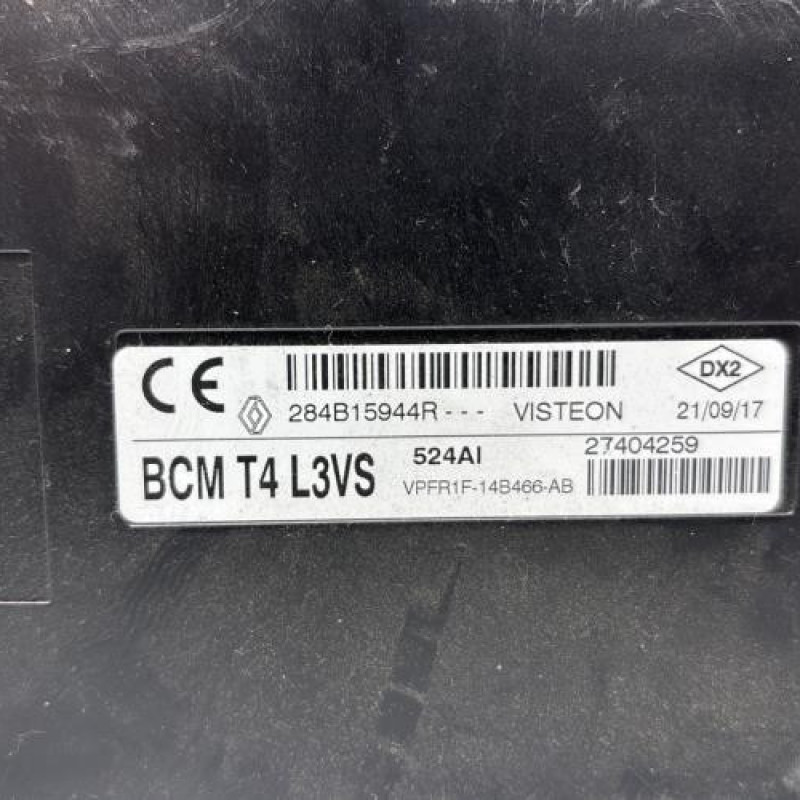 CE
284B15944R--- VISTEON
DX2
21/09/17
BCM T4 L3VS
524AI
VPFR1F-14B466-AB
27404259